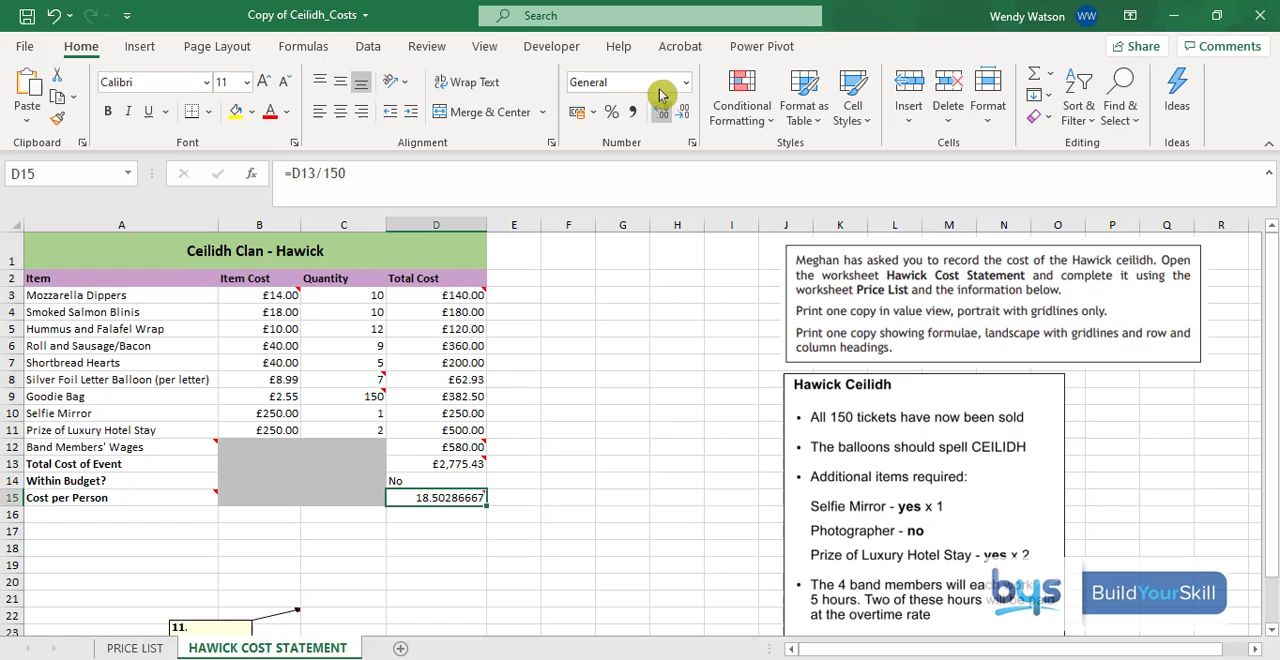 Copy of Ceilidh_Costs
Search
Wendy Watson WW
File Home Insert Page Layout Formulas Data Review View Developer Help Acrobat Power Pivot Share Comments
Paste
Calibri 11
B I U
Wrap Text
Merge & Center
General
Conditional Formatting
Format as Table
Cell Styles
Insert Delete Format
Sort & Filter
Find & Select
Ideas
Clipboard Font Alignment Number Styles Cells Editing Ideas
D15 fx =D13/150
A B C D E F G H I J K L M N O P Q R
1 Ceilidh Clan - Hawick
2 Item Item Cost Quantity Total Cost
3 Mozzarella Dippers £14.00 10 £140.00
4 Smoked Salmon Blinis £18.00 10 £180.00
5 Hummus and Falafel Wrap £10.00 12 £120.00
6 Roll and Sausage/Bacon £40.00 9 £360.00
7 Shortbread Hearts £40.00 5 £200.00
8 Silver Foil Letter Balloon (per letter) £8.99 7 £62.93
9 Goodie Bag £2.55 150 £382.50
10 Selfie Mirror £250.00 1 £250.00
11 Prize of Luxury Hotel Stay £250.00 2 £500.00
12 Band Members' Wages £580.00
13 Total Cost of Event £2,775.43
14 Within Budget? No
15 Cost per Person 18.50286667
16
17
18
19
20
21
22
23
11.
Meghan has asked you to record the cost of the Hawick ceilidh. Open
the worksheet Hawick Cost Statement and complete it using the
worksheet Price List and the information below.
Print one copy in value view, portrait with gridlines only.
Print one copy showing formulae, landscape with gridlines and row and
column headings.
Hawick Ceilidh
• All 150 tickets have now been sold
• The balloons should spell CEILIDH
• Additional items required:
Selfie Mirror - yes x 1
Photographer - no
Prize of Luxury Hotel Stay - yes x 2
• The 4 band members will each work
5 hours. Two of these hours will be paid
at the overtime rate
bys BuildYourSkill
PRICE LIST HAWICK COST STATEMENT